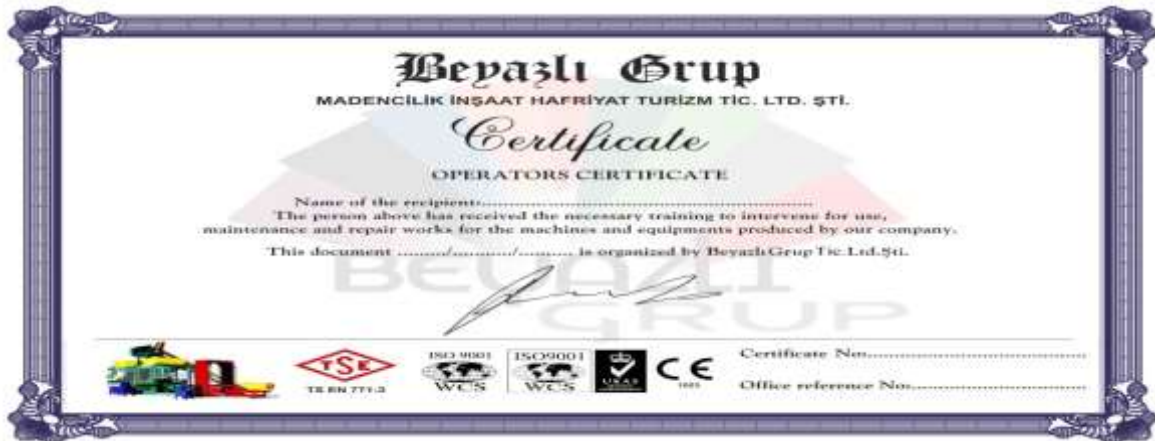 Beyazlı Grup
MADENCİLİK İNŞAAT HAFRİYAT TURİZM TİC. LTD. ŞTİ.
Certificate
OPERATORS CERTIFICATE
Name of the recipient:..........................................................................
The person above has received the necessary training to intervene for use,
maintenance and repair works for the machines and equipments produced by our company.
This document ........../............/........... is organized by Beyazlı Grup Tic. Ltd. Şti.
BEYAZLI
GRUP
TSE
TS EN 771-3
ISO 9001
WCS
ISO9001
WCS
UKAS
CE
Certificate No:................................................
Office reference No:......................................